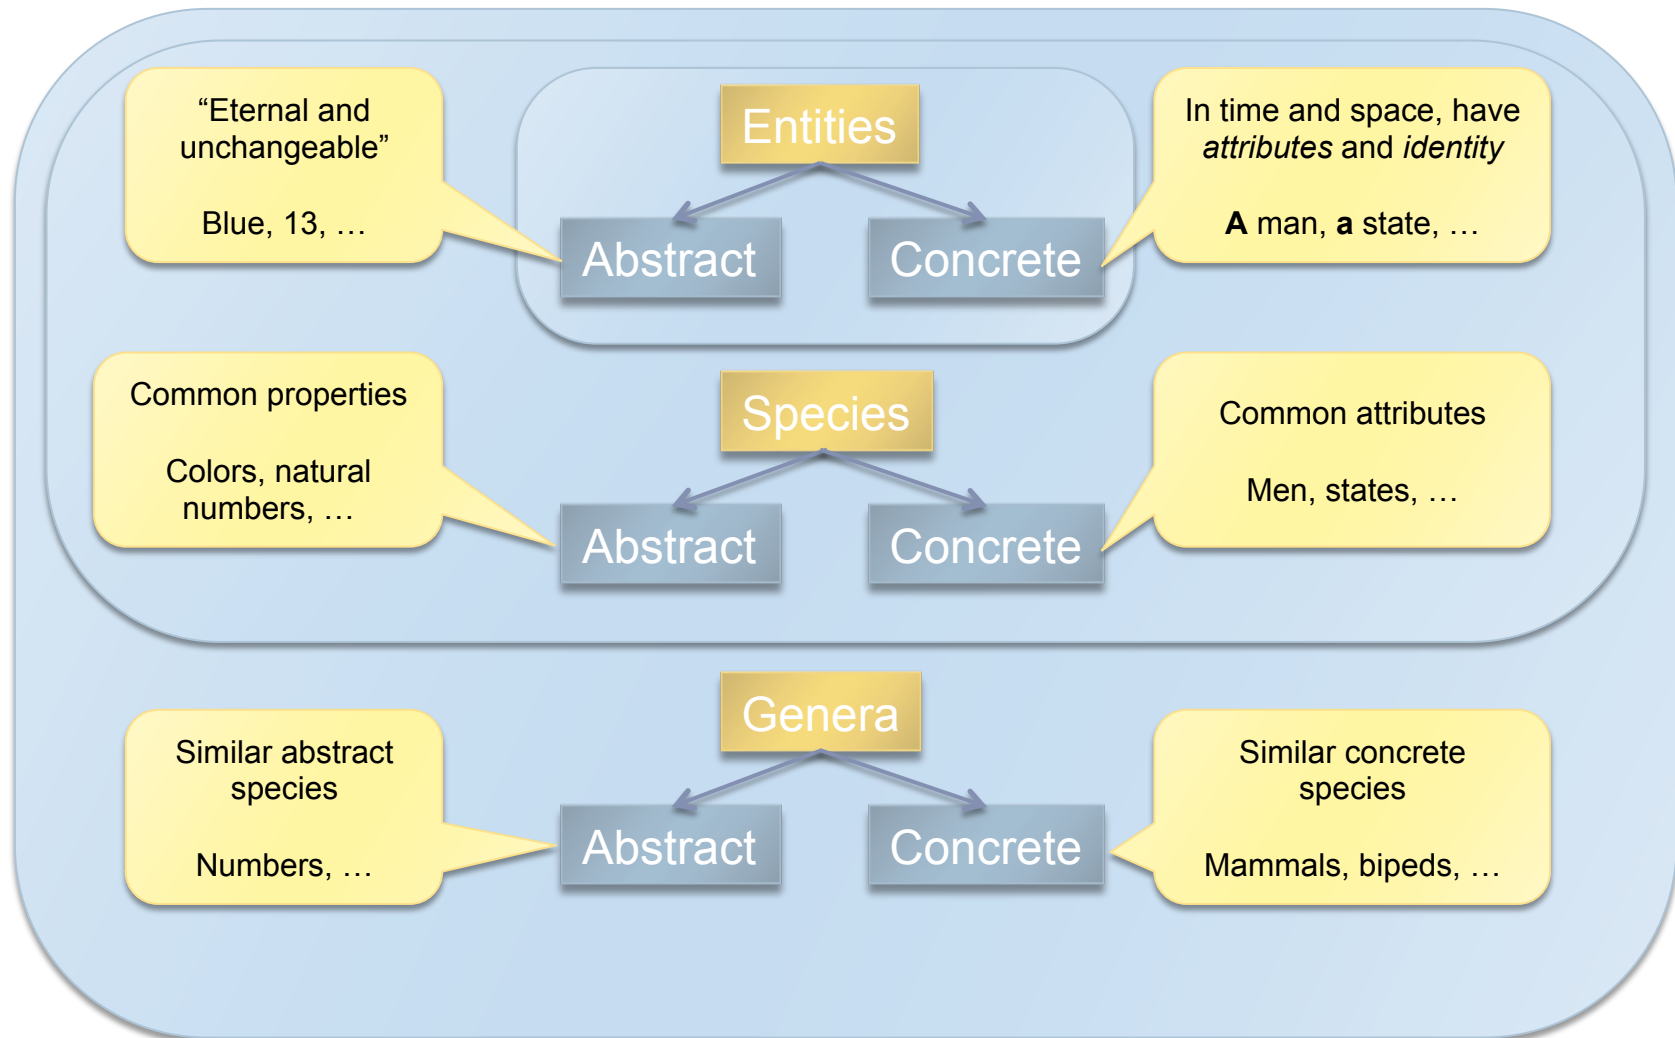 “Eternal and
unchangeable”
Blue, 13, …
Entities
In time and space, have
attributes and identity
A man, a state, …
Abstract
Concrete
Common properties
Colors, natural
numbers, …
Species
Common attributes
Men, states, …
Abstract
Concrete
Genera
Similar abstract
species
Numbers, …
Similar concrete
species
Mammals, bipeds, …
Abstract
Concrete